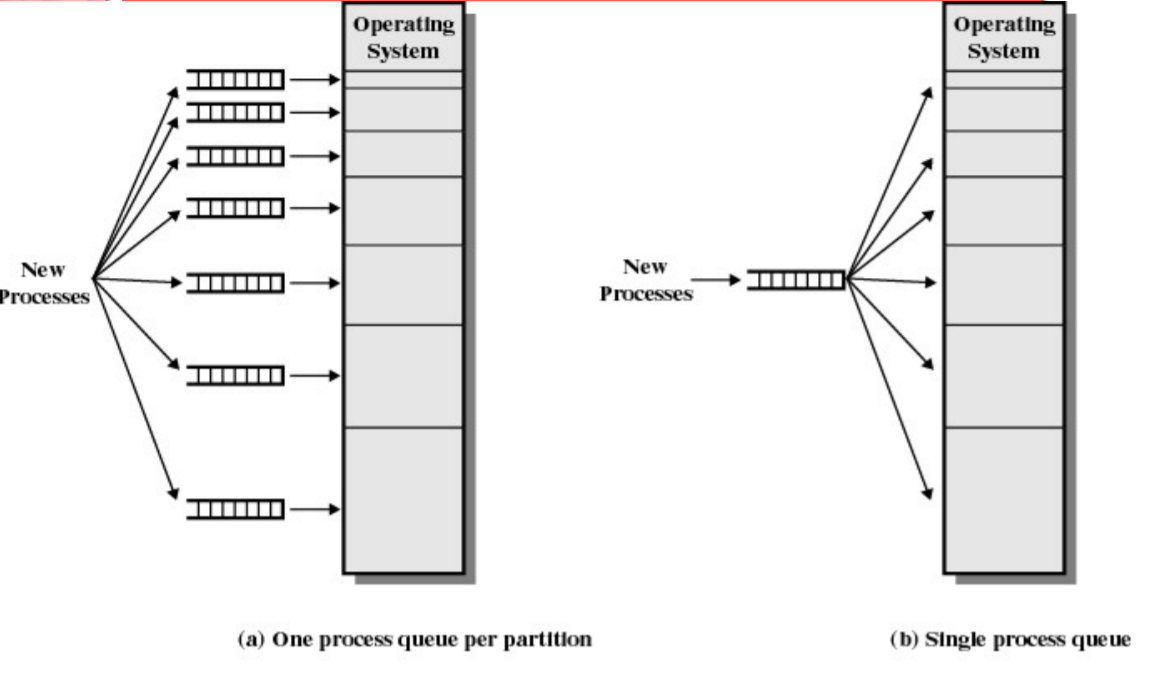 Operating
System
New
Processes
(a) One process queue per partition
Operating
System
New
Processes
(b) Single process queue